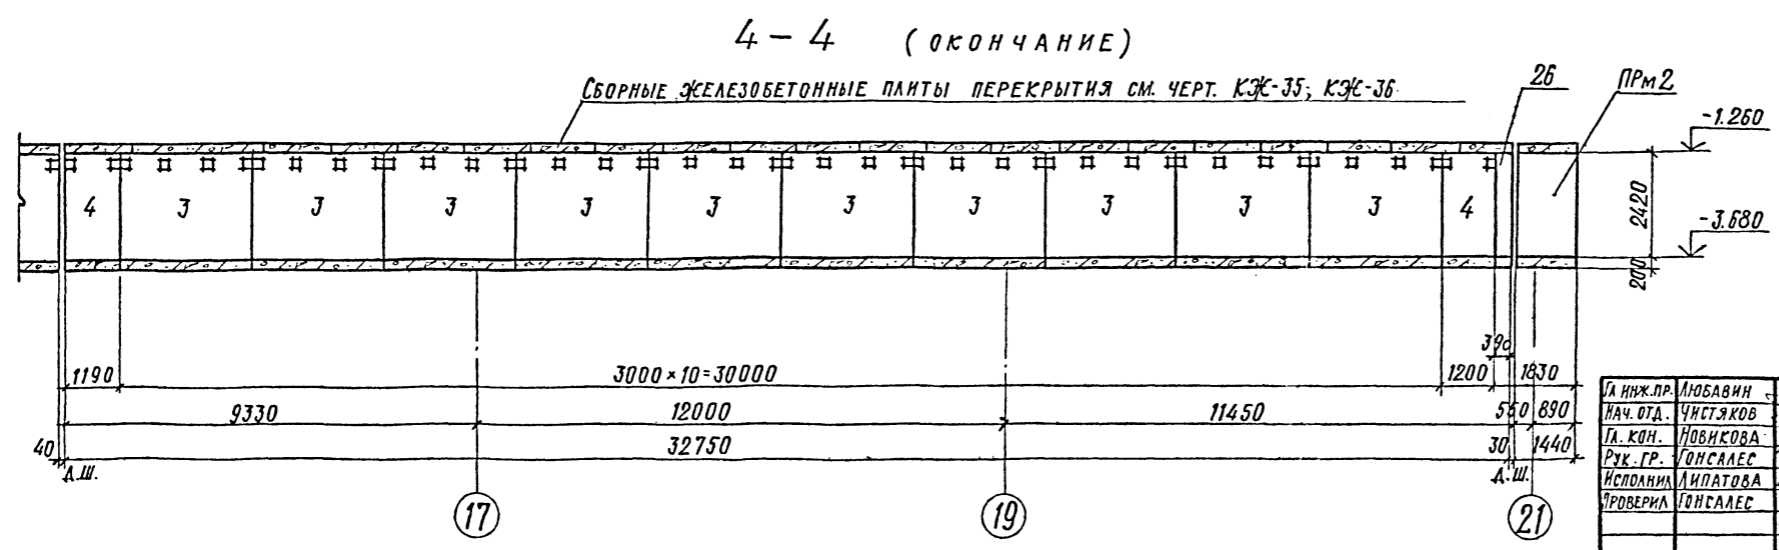 4-4 (ОКОНЧАНИЕ)
СБОРНЫЕ ЖЕЛЕЗОБЕТОННЫЕ ПЛИТЫ ПЕРЕКРЫТИЯ СМ. ЧЕРТ. КЖ-35; КЖ-36
26
ПРм2
-1.260
4 3 3 3 3 3 3 3 3 3 3 4
2420
-3.680
200
390
1190 3000×10=30000 1200 1830
9330 12000 11450 550 890
40 32750 30 1440
Д.Ш. Д.Ш.
17 19 21
ГЛ ИНЖ.ПР. ЛЮБАВИН
НАЧ. ОТД. ЧИСТЯКОВ
ГЛ. КОН. НОВИКОВА
РУК. ГР. ГОНСАЛЕС
ИСПОЛНИЛ ЛИПАТОВА
ПРОВЕРИЛ ГОНСАЛЕС